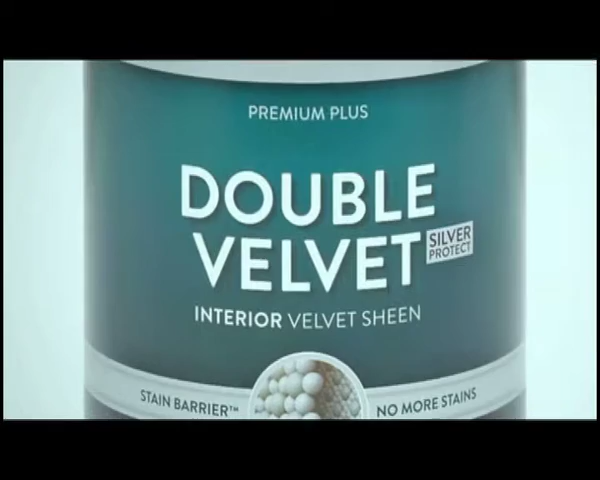 PREMIUM PLUS
DOUBLE
VELVET
SILVER
PROTECT
INTERIOR VELVET SHEEN
STAIN BARRIER™
NO MORE STAINS